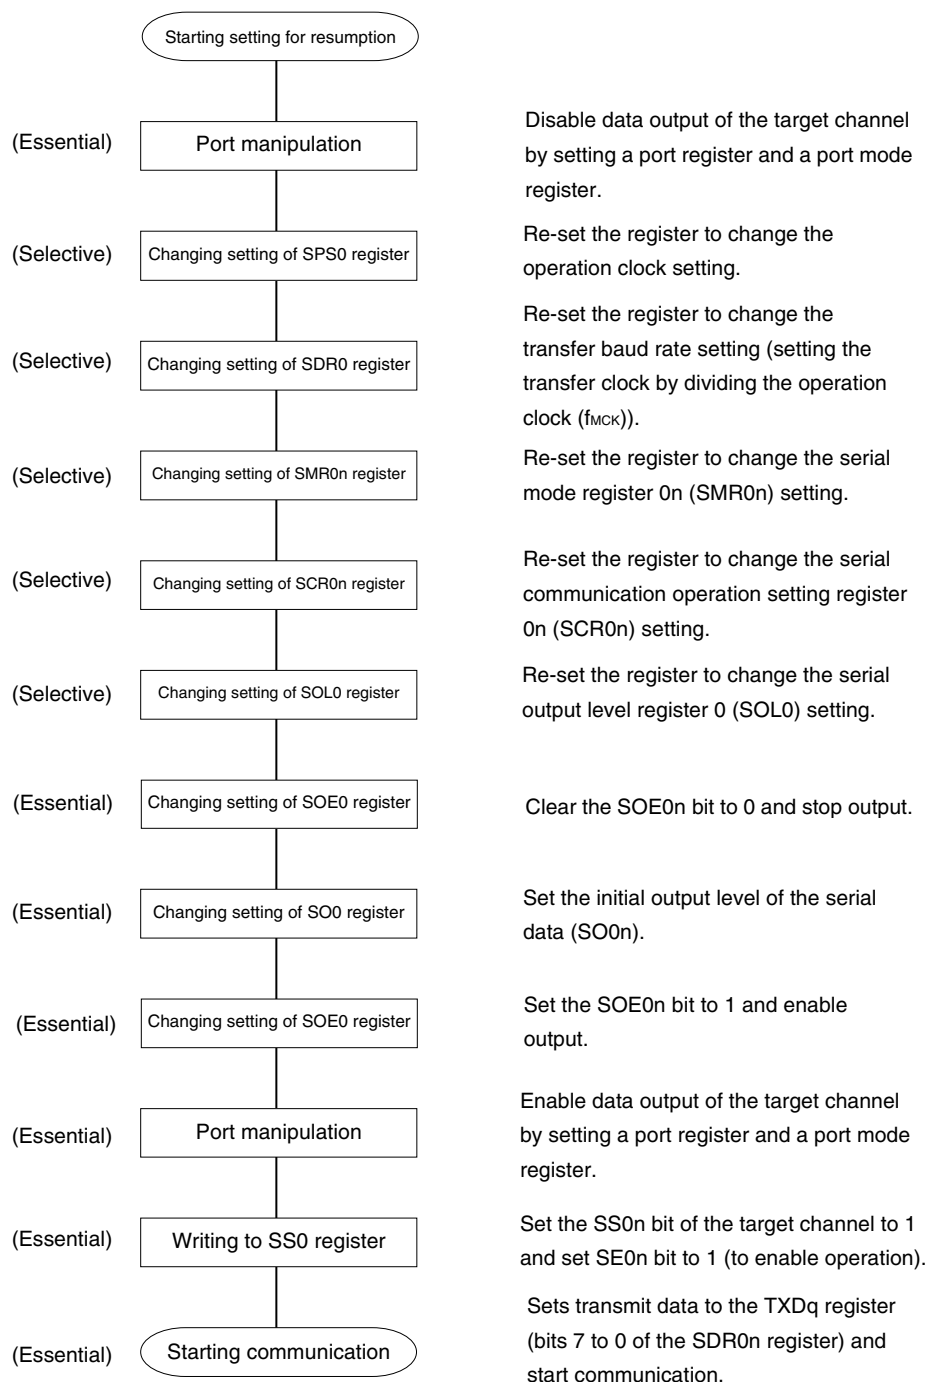 Starting setting for resumption
(Essential)
Port manipulation
Disable data output of the target channel
by setting a port register and a port mode
register.
(Selective)
Changing setting of SPS0 register
Re-set the register to change the
operation clock setting.
(Selective)
Changing setting of SDR0 register
Re-set the register to change the
transfer baud rate setting (setting the
transfer clock by dividing the operation
clock (fMCK)).
(Selective)
Changing setting of SMR0n register
Re-set the register to change the serial
mode register 0n (SMR0n) setting.
(Selective)
Changing setting of SCR0n register
Re-set the register to change the serial
communication operation setting register
0n (SCR0n) setting.
(Selective)
Changing setting of SOL0 register
Re-set the register to change the serial
output level register 0 (SOL0) setting.
(Essential)
Changing setting of SOE0 register
Clear the SOE0n bit to 0 and stop output.
(Essential)
Changing setting of SO0 register
Set the initial output level of the serial
data (SO0n).
(Essential)
Changing setting of SOE0 register
Set the SOE0n bit to 1 and enable
output.
(Essential)
Port manipulation
Enable data output of the target channel
by setting a port register and a port mode
register.
(Essential)
Writing to SS0 register
Set the SS0n bit of the target channel to 1
and set SE0n bit to 1 (to enable operation).
(Essential)
Starting communication
Sets transmit data to the TXDq register
(bits 7 to 0 of the SDR0n register) and
start communication.